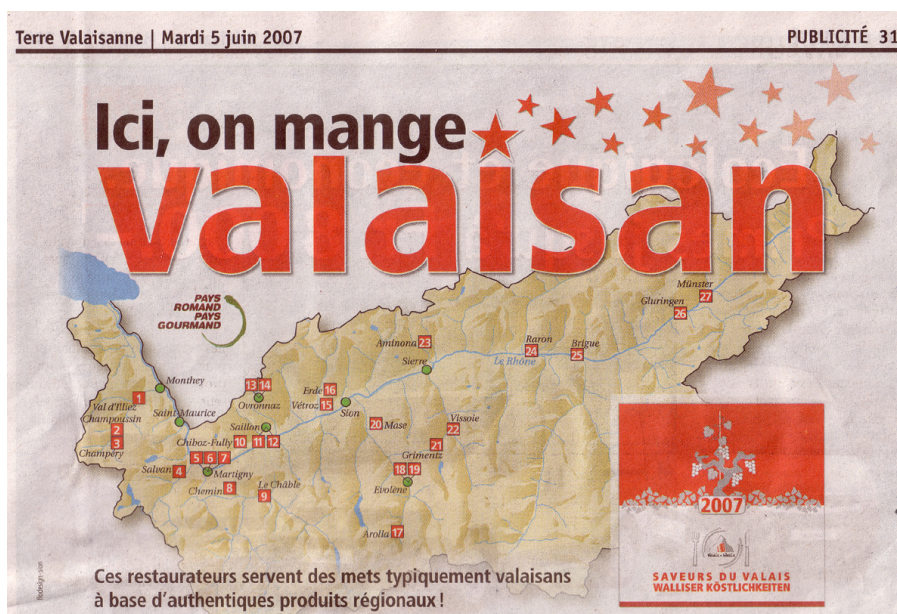 Terre Valaisanne | Mardi 5 juin 2007
PUBLICITÉ 31
Ici, on mange
valaisan
PAYS
ROMAND
PAYS
GOURMAND
Münster
27
Gluringen
26
Aminona 23
Raron
24
Brigue
25
Le Rhône
Sierre
Monthey
13 14
Ovronnaz
Erde 16
Vétroz 15
Sion
1
Val d'Illiez
Champoussin
2
3
Champéry
Saint-Maurice
Saillon
Chiboz-Fully 10 11 12
20 Mase
Vissoie
22
21
Grimentz
5 6 7
Salvan 4
Martigny
Chemin 8
Le Châble
9
18 19
Evolène
Arolla 17
2007
SAVEURS DU VALAIS
WALLISER KÖSTLICHKEITEN
Ces restaurateurs servent des mets typiquement valaisans
à base d'authentiques produits régionaux !